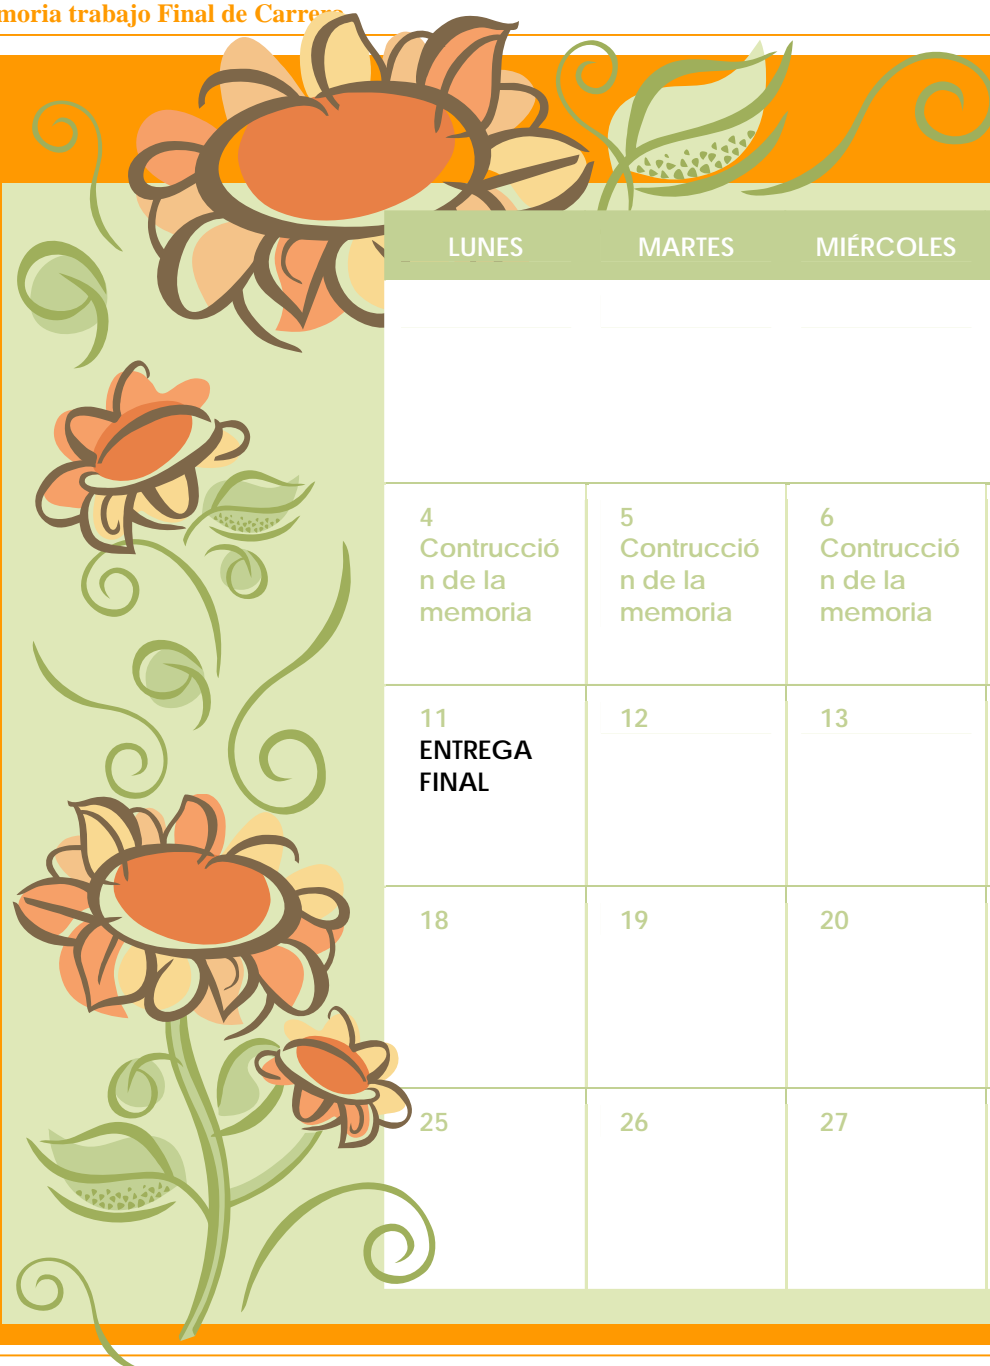 moria trabajo Final de Carrera
LUNES MARTES MIÉRCOLES
4 5 6
Contrucció Contrucció Contrucció
n de la n de la n de la
memoria memoria memoria
11 12 13
ENTREGA
FINAL
18 19 20
25 26 27